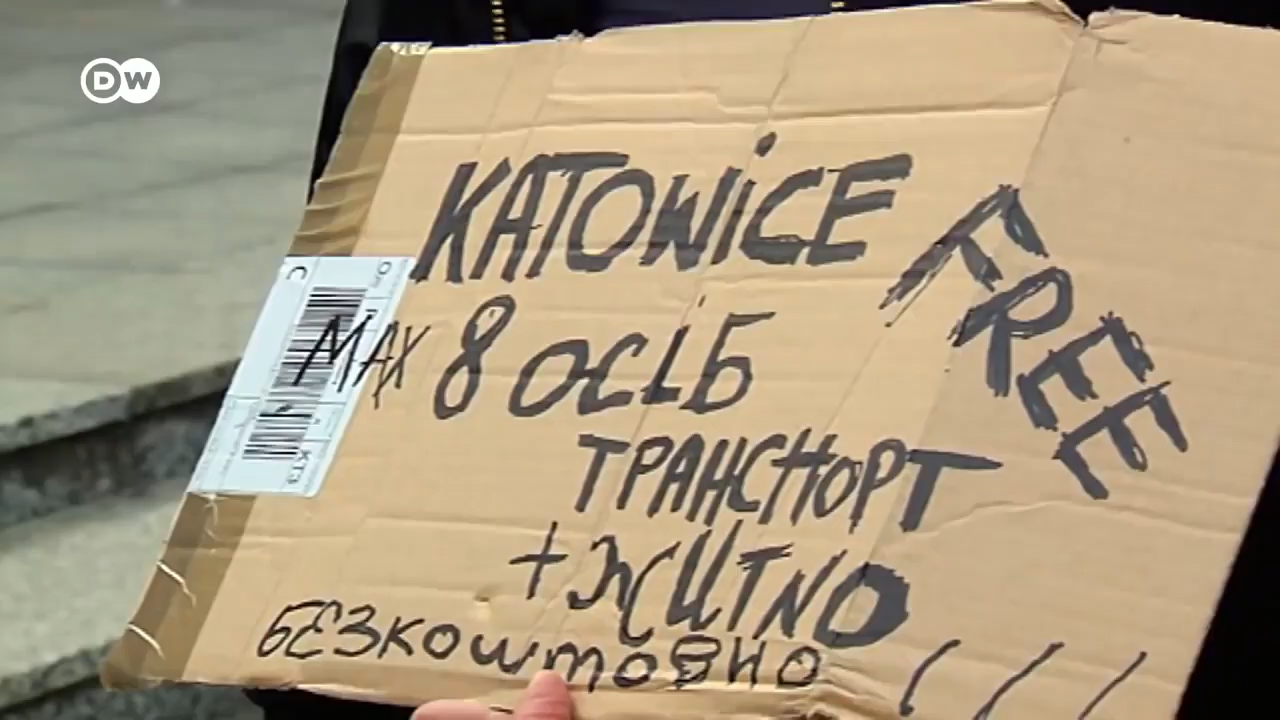 DW
KATOWiCE
FREE
MAX 8 ОСІБ
ТРАНСПОРТ
+ЖИТЛО
БЕЗКОШТОВНО